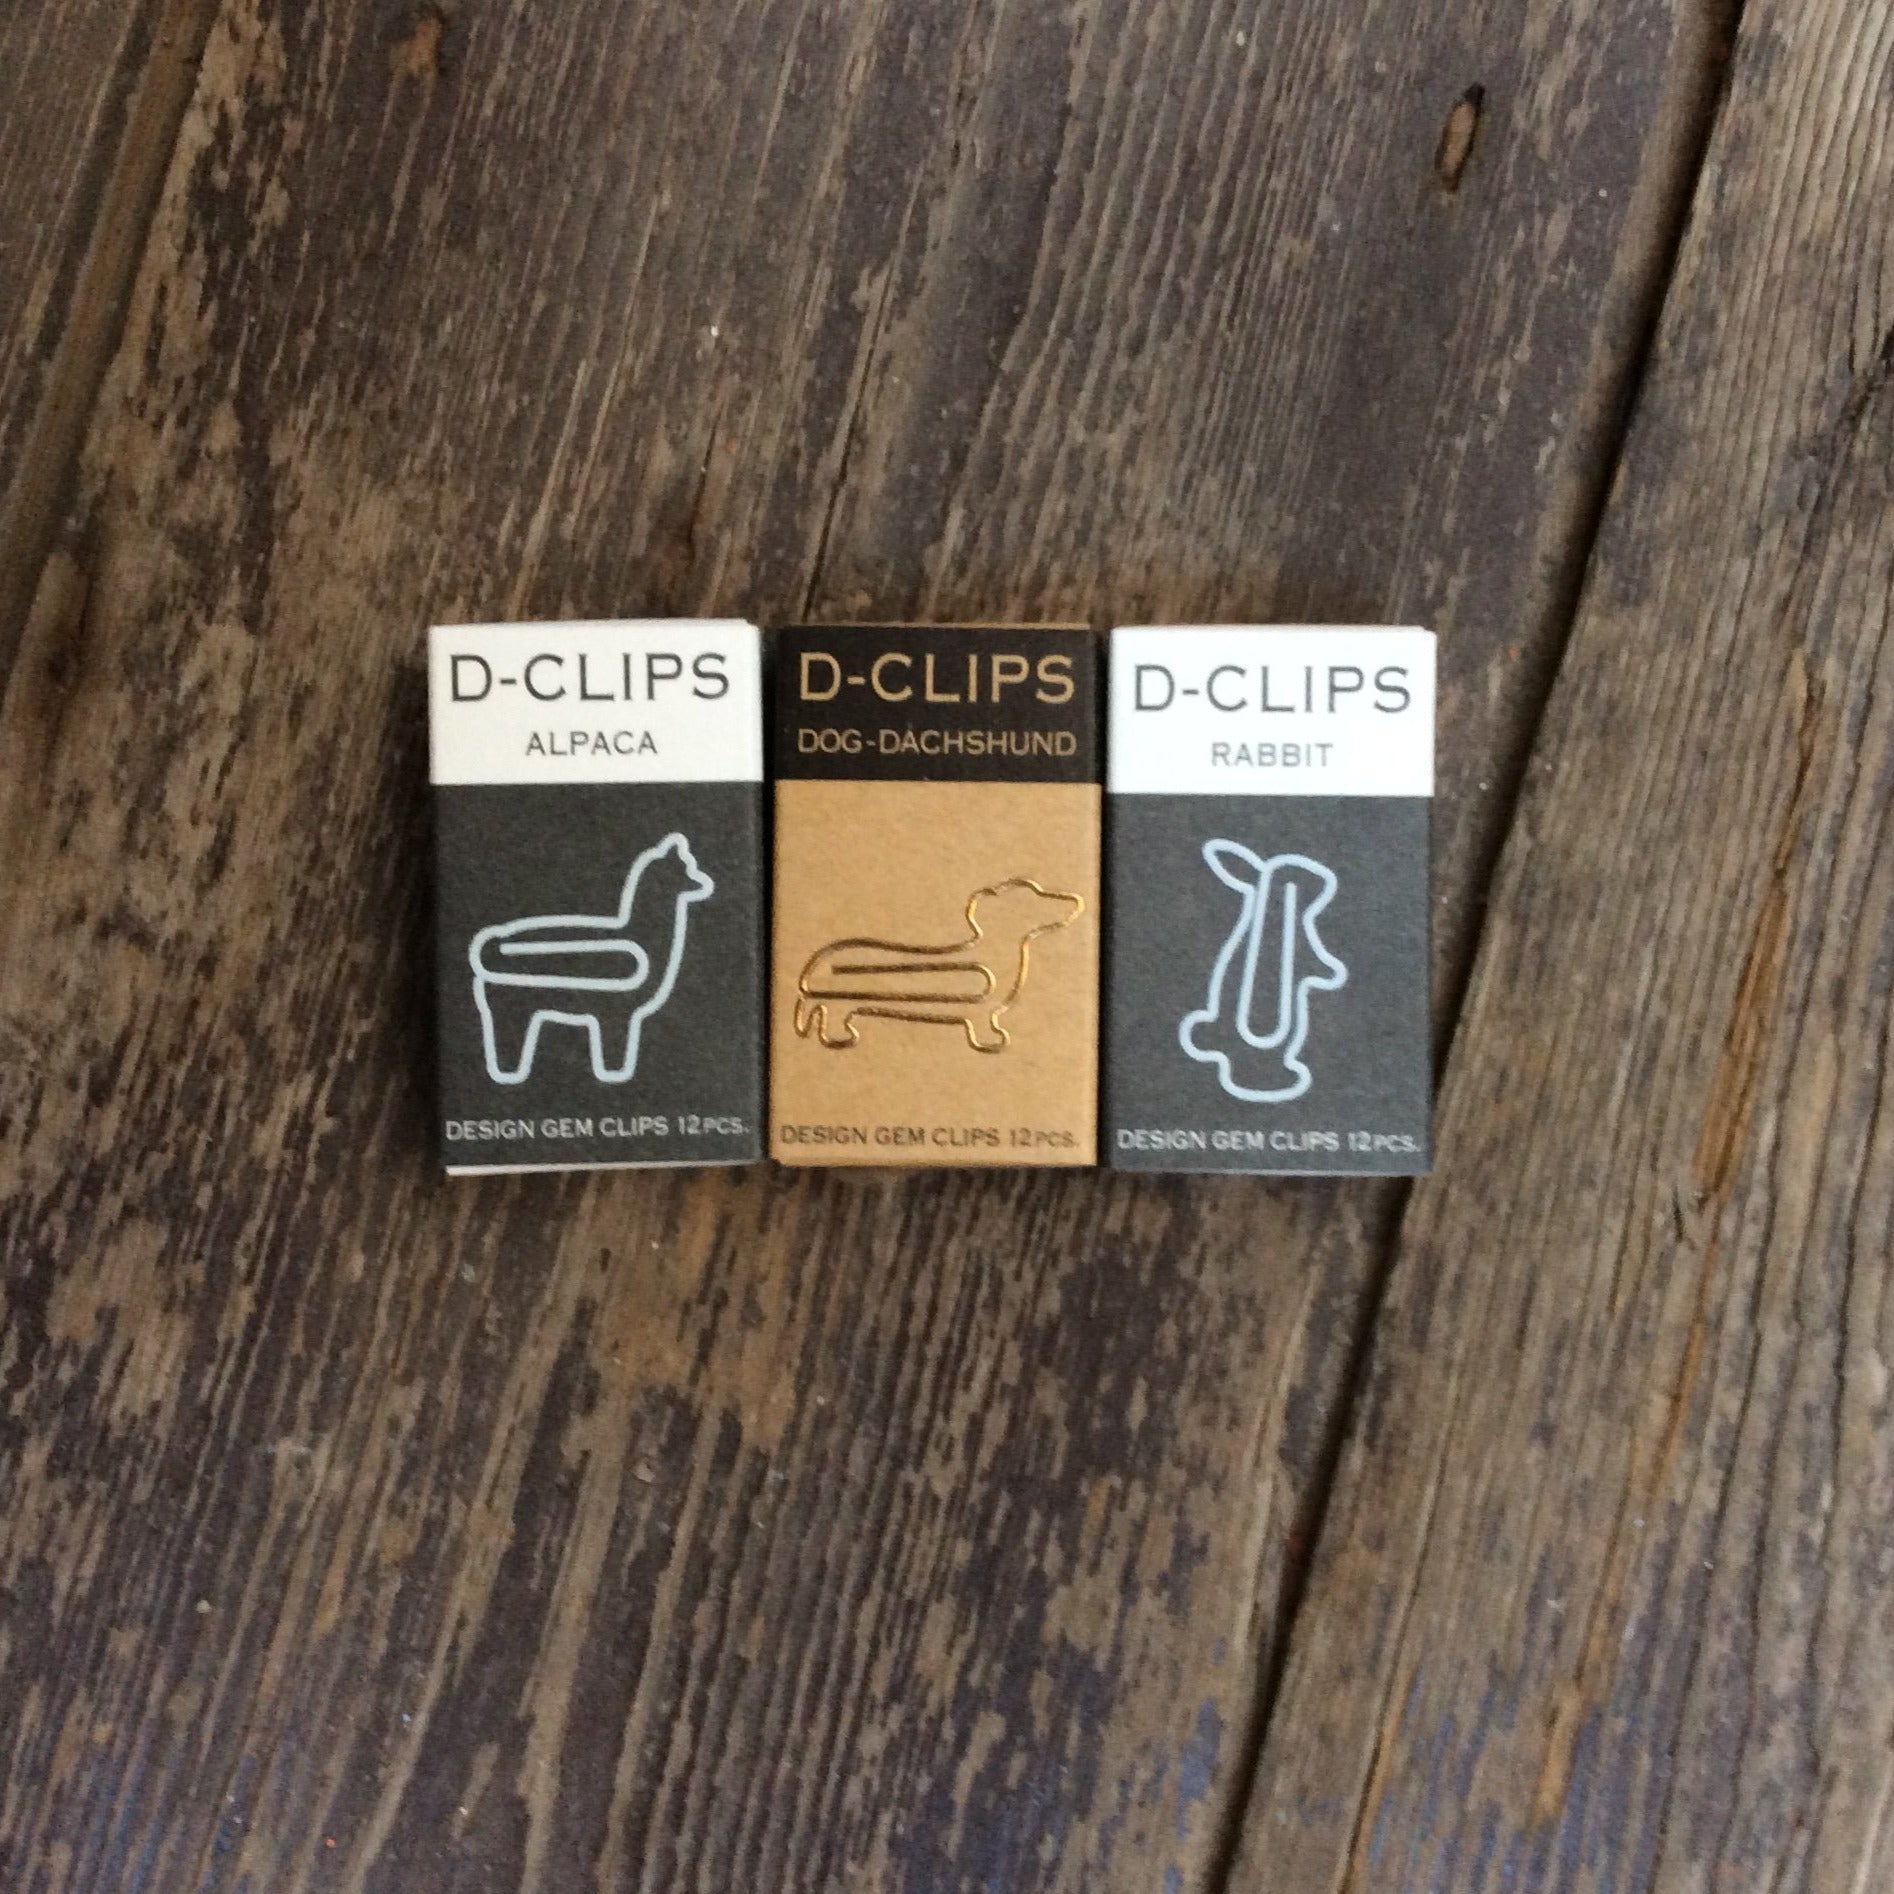 D-CLIPS
ALPACA
DESIGN GEM CLIPS 12PCS.
D-CLIPS
DOG-DACHSHUND
DESIGN GEM CLIPS 12PCS.
D-CLIPS
RABBIT
DESIGN GEM CLIPS 12PCS.